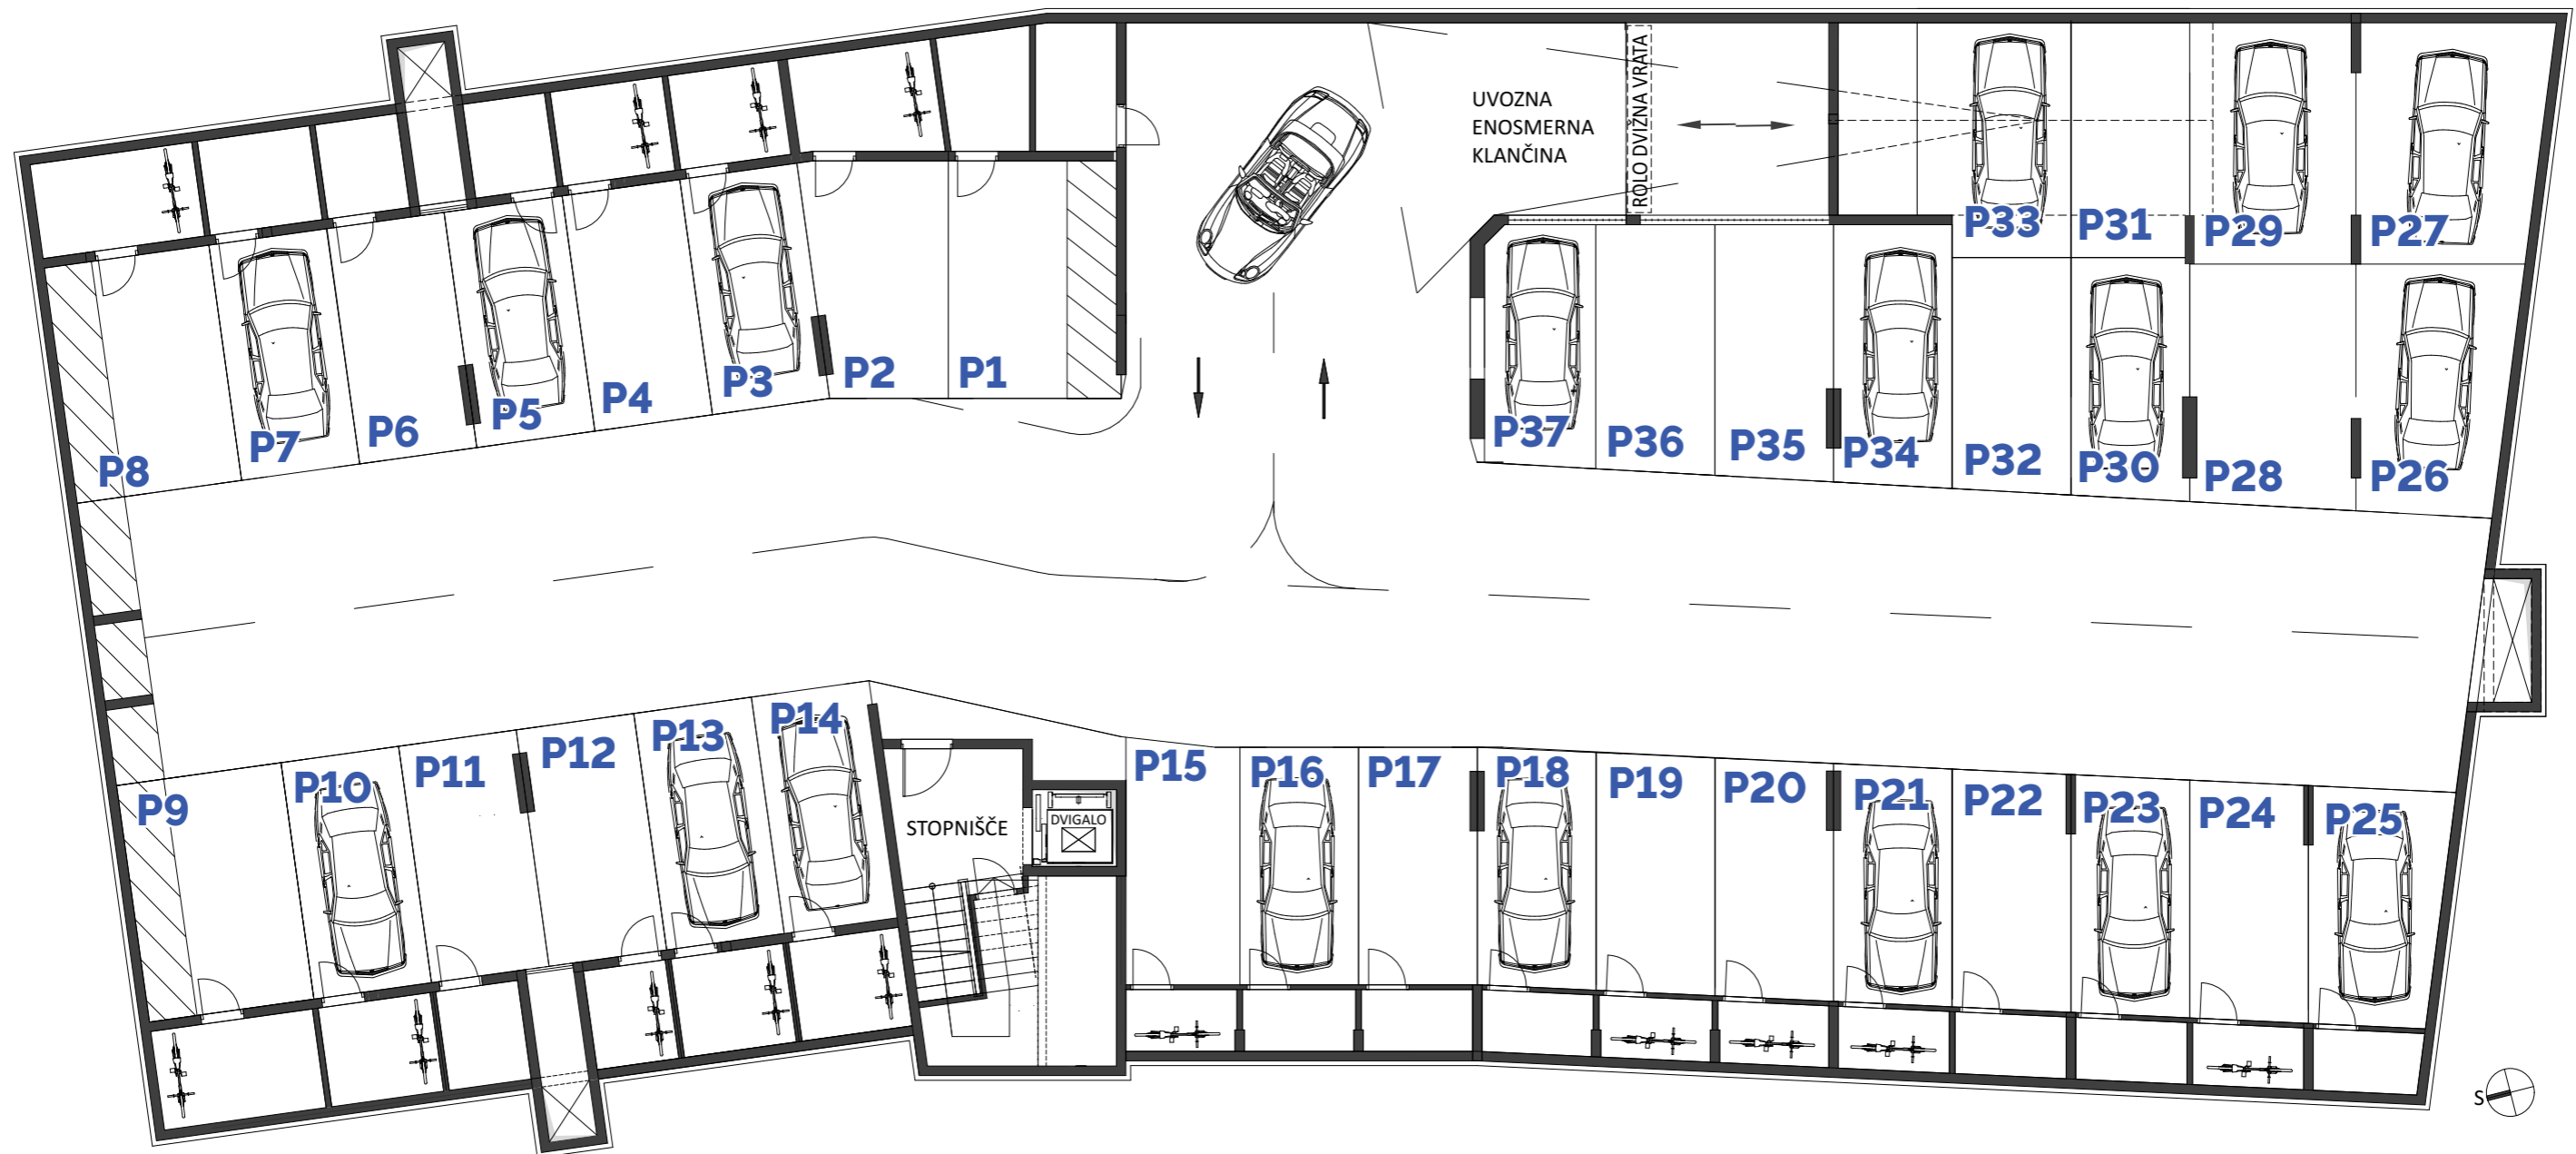 UVOZNA
ENOSMERNA
KLANČINA
ROLO DVIŽNA VRATA
P33
P31
P29
P27
P8
P7
P6
P5
P4
P3
P2
P1
P37
P36
P35
P34
P32
P30
P28
P26
P9
P10
P11
P12
P13
P14
STOPNIŠČE
DVIGALO
P15
P16
P17
P18
P19
P20
P21
P22
P23
P24
P25
S